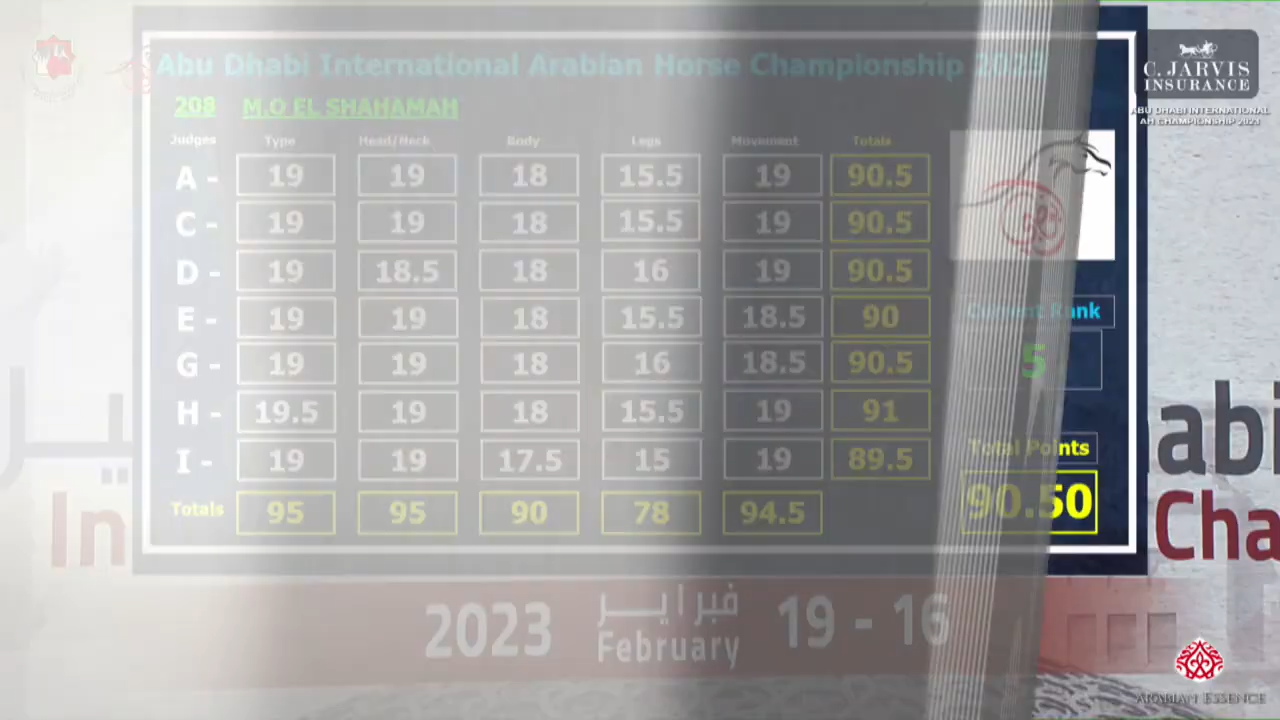 Abu Dhabi International Arabian Horse Championship 2023
208 M.O EL SHAHAMAH
Judges Type Head/Neck Body Legs Movement Totals
A - 19 19 18 15.5 19 90.5
C - 19 19 18 15.5 19 90.5
D - 19 18.5 18 16 19 90.5
E - 19 19 18 15.5 18.5 90
G - 19 19 18 16 18.5 90.5
H - 19.5 19 18 15.5 19 91
I - 19 19 17.5 15 19 89.5
Totals 95 95 90 78 94.5
Current Rank
5
Total Points
90.50
C. JARVIS
INSURANCE
ABU DHABI INTERNATIONAL
AH CHAMPIONSHIP 2023
abi
In
Cha
2023 فبراير 19 - 16
February
ARABIAN ESSENCE